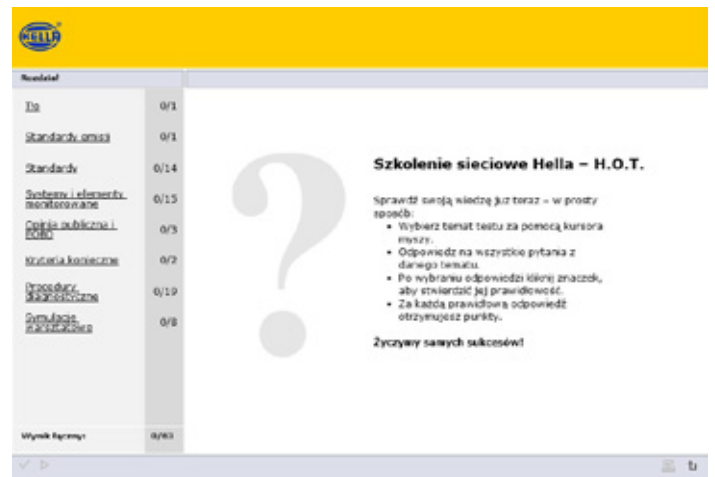 HELLA
Rozdział
Tło 0/1
Standardy emisji 0/1
Standardy 0/14
Systemy i elementy
monitorowane 0/15
Opinia publiczna i
EOBD 0/3
Kryteria konieczne 0/2
Procedury
diagnostyczne 0/19
Symulacje
warsztatowe 0/8
Wynik łączny: 0/63
?
Szkolenie sieciowe Hella – H.O.T.
Sprawdź swoją wiedzę już teraz – w prosty
sposób:
• Wybierz temat testu za pomocą kursora
myszy.
• Odpowiedz na wszystkie pytania z
danego tematu.
• Po wybraniu odpowiedzi kliknij znaczek,
aby stwierdzić jej prawidłowość.
• Za każdą prawidłową odpowiedź
otrzymujesz punkty.
Życzymy samych sukcesów!